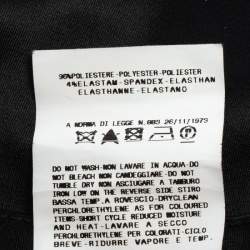 96%POLIESTERE-POLYESTER-POLIESTER
4%ELASTAM-SPANDEX-ELASTHAN
ELASTHANNE-ELASTANO
A NORMA DI LEGGE N.883 26/11/1973
DO NOT WASH-NON LAVARE IN ACQUA-DO
NOT BLEACH NON CANDEGGIARE-DO NOT
TUMBLE DRY NON ASCIUGARE A TAMBURO
IRON LOW ON THE REVERSE SIDE STIRO
BASSA TEMP. A ROVESCIO-DRYCLEAN
PERCHLORETHYLENE AS FOR COLOURED
ITEMS SHORT CYCLE REDUCED MOISTURE
AND HEAT-LAVARE A SECCO
PERCHLORETHYLENE PER COLORATI-CICLO
BREVE-RIDURRE VAPORE E TEMP.